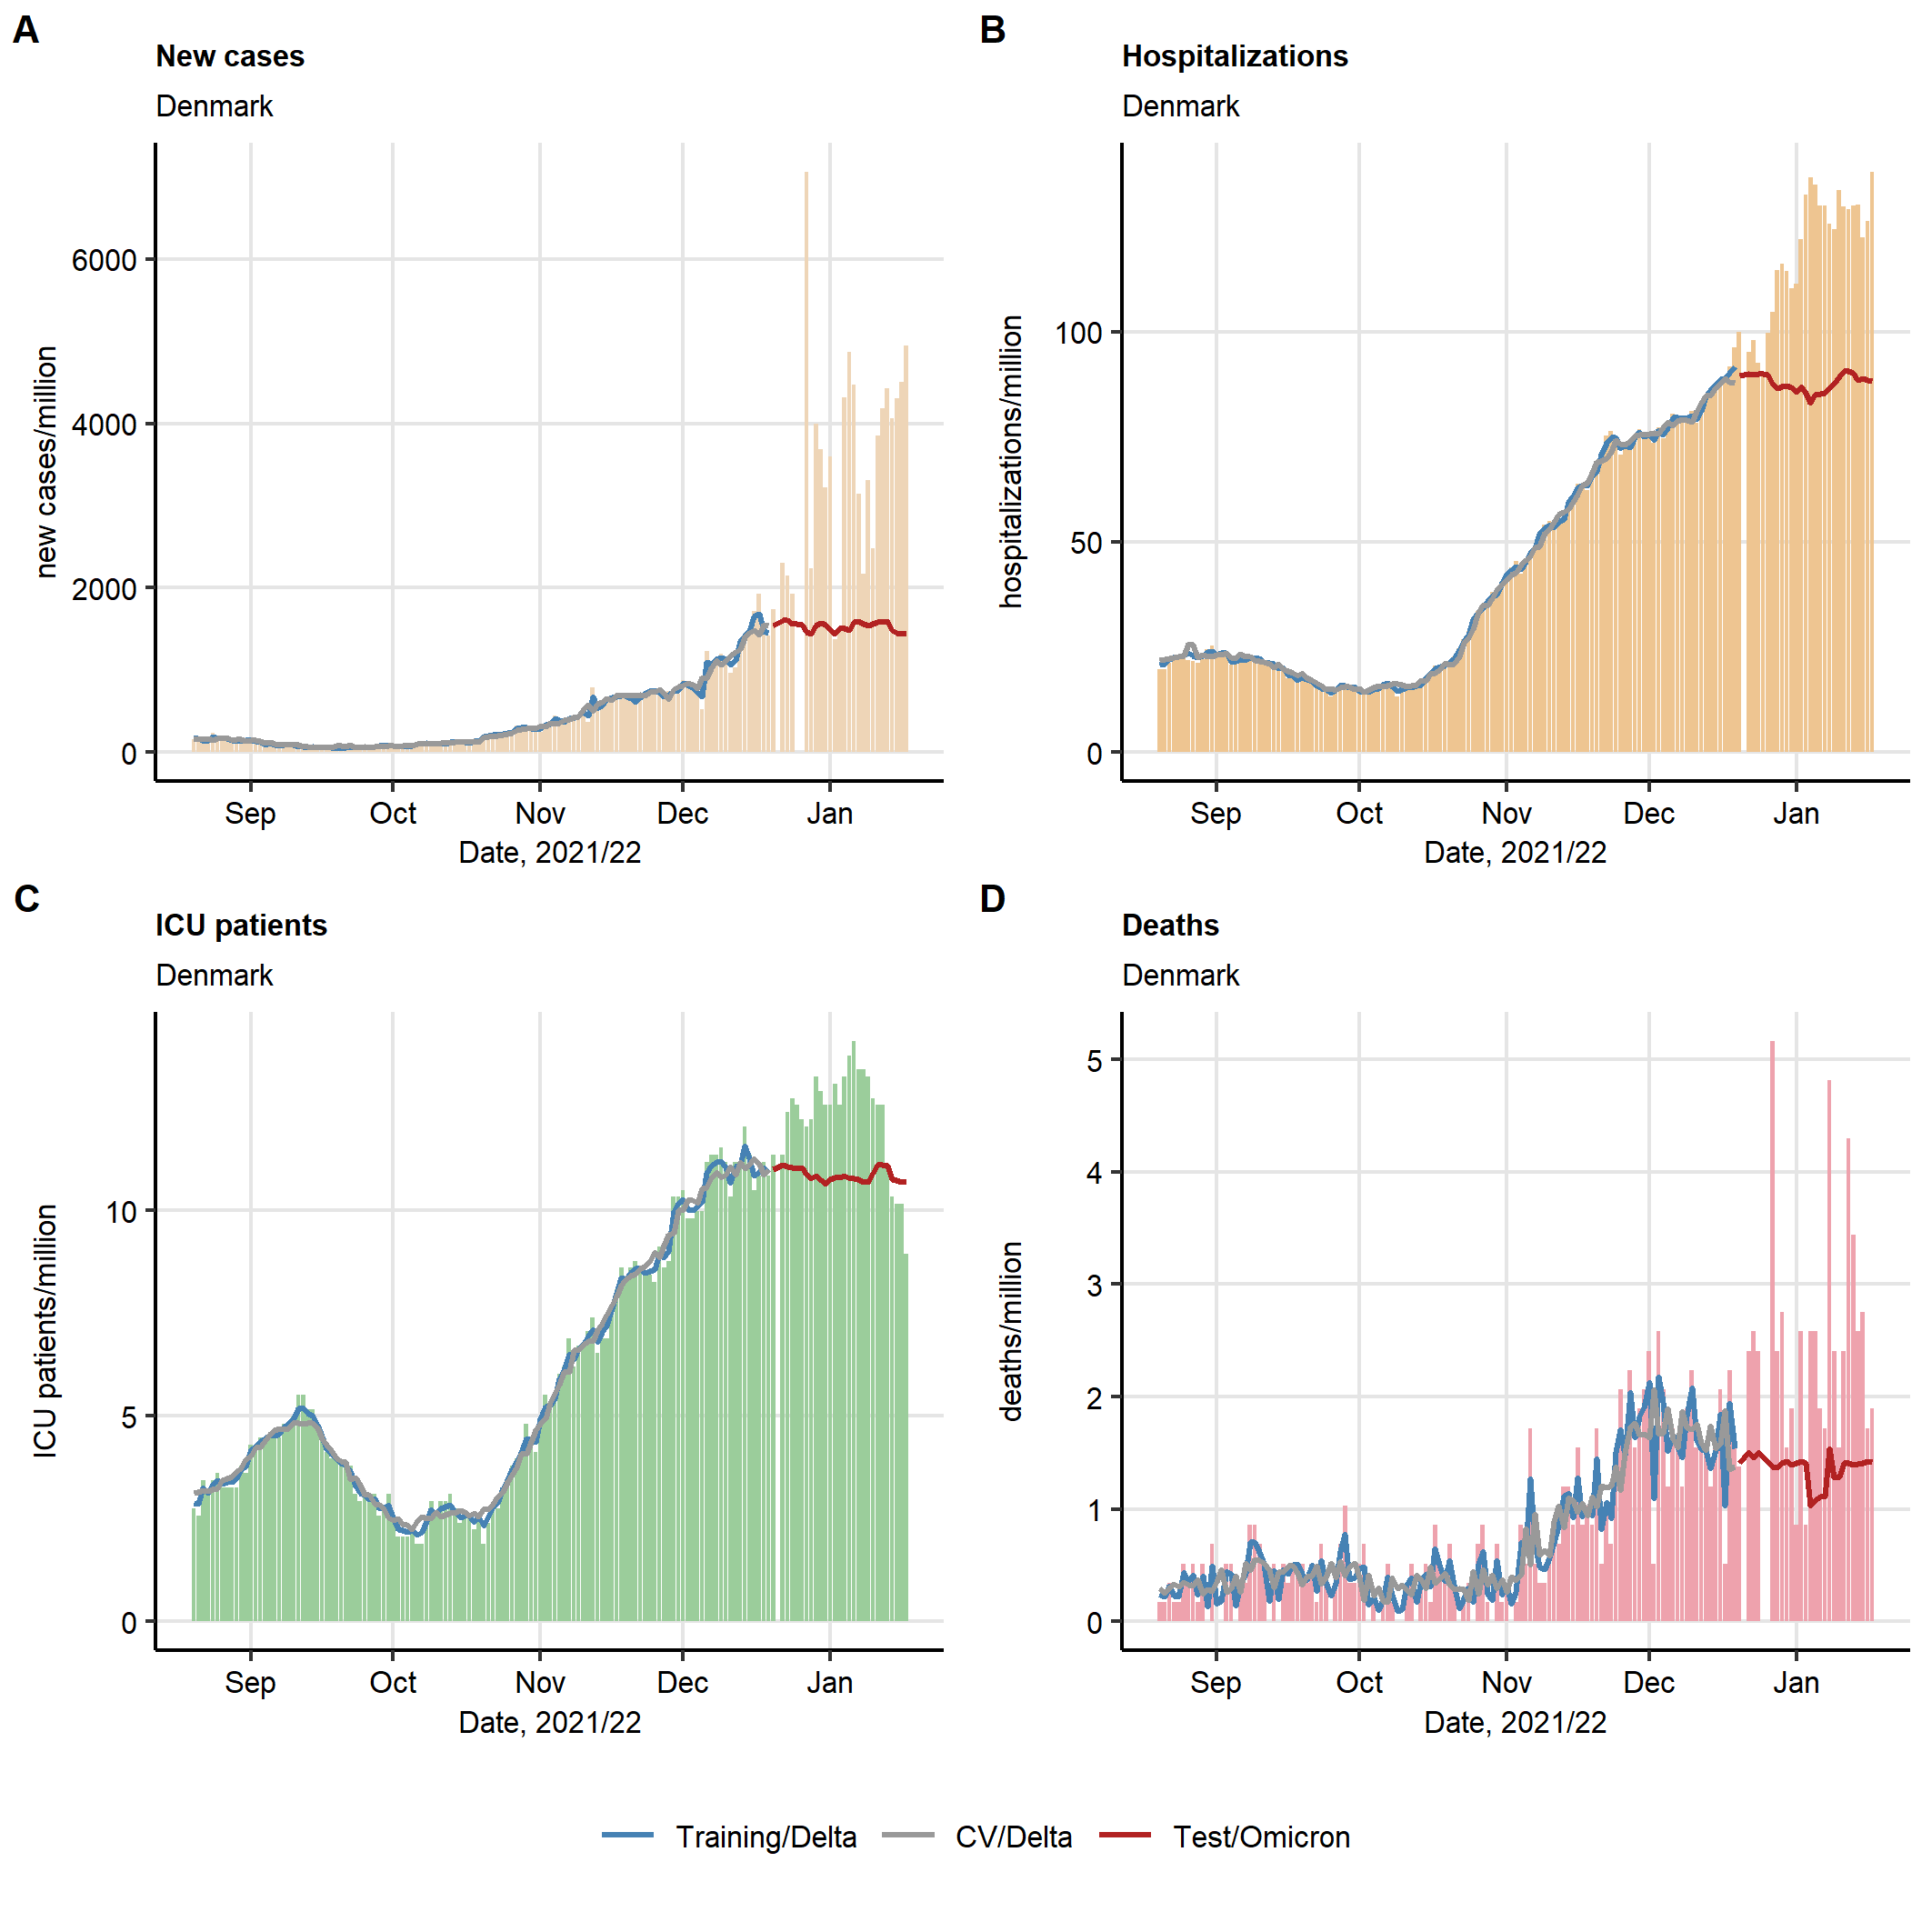 A
New cases
Denmark
new cases/million
6000
4000
2000
0
Sep Oct Nov Dec Jan
Date, 2021/22
B
Hospitalizations
Denmark
hospitalizations/million
100
50
0
Sep Oct Nov Dec Jan
Date, 2021/22
C
ICU patients
Denmark
ICU patients/million
10
5
0
Sep Oct Nov Dec Jan
Date, 2021/22
D
Deaths
Denmark
deaths/million
5
4
3
2
1
0
Sep Oct Nov Dec Jan
Date, 2021/22
Training/Delta CV/Delta Test/Omicron